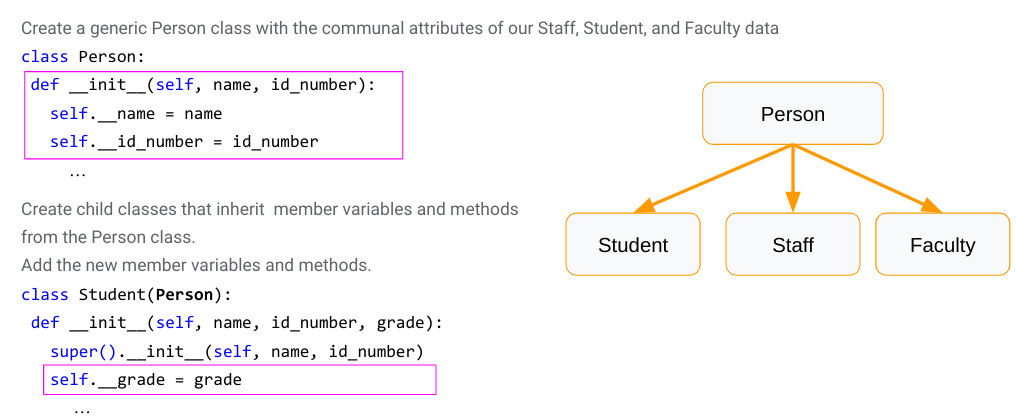 Create a generic Person class with the communal attributes of our Staff, Student, and Faculty data
class Person:
def __init__(self, name, id_number):
self.__name = name
self.__id_number = id_number
...
Create child classes that inherit member variables and methods
from the Person class.
Add the new member variables and methods.
class Student(Person):
def __init__(self, name, id_number, grade):
super().__init__(self, name, id_number)
self.__grade = grade
...
Person
Student
Staff
Faculty